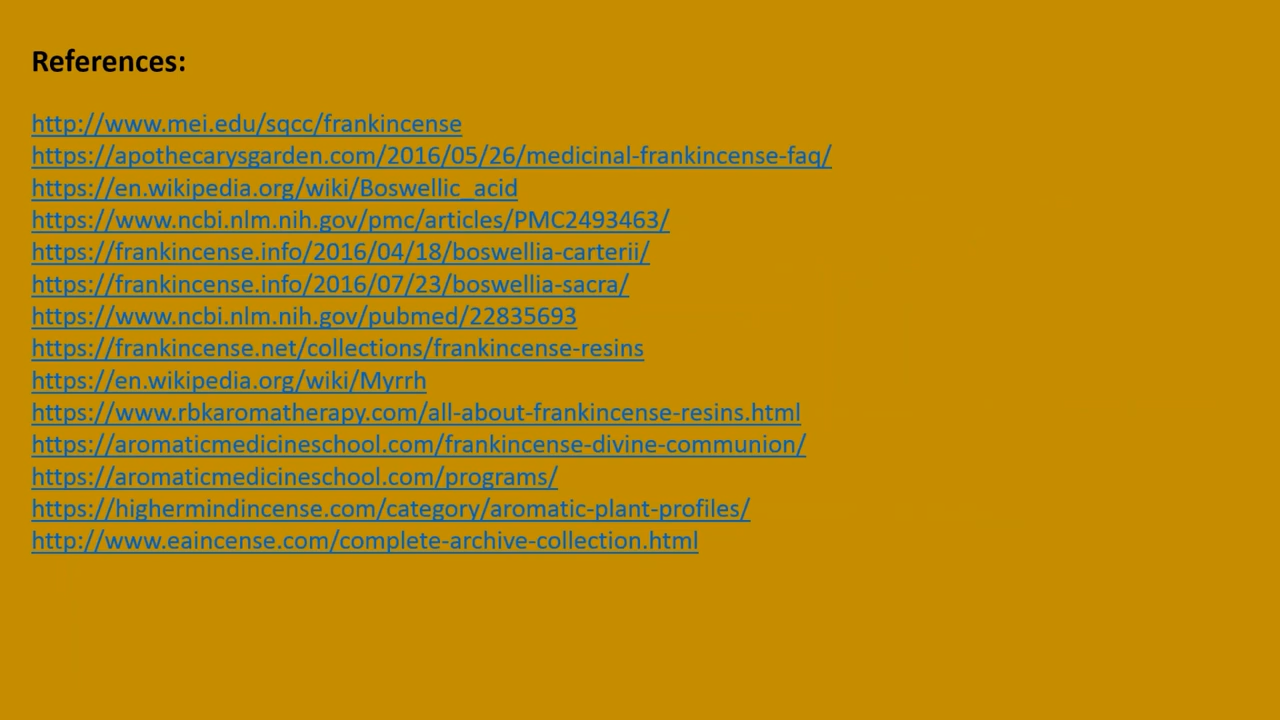 References:
http://www.mei.edu/sqcc/frankincense
https://apothecarysgarden.com/2016/05/26/medicinal-frankincense-faq/
https://en.wikipedia.org/wiki/Boswellic_acid
https://www.ncbi.nlm.nih.gov/pmc/articles/PMC2493463/
https://frankincense.info/2016/04/18/boswellia-carterii/
https://frankincense.info/2016/07/23/boswellia-sacra/
https://www.ncbi.nlm.nih.gov/pubmed/22835693
https://frankincense.net/collections/frankincense-resins
https://en.wikipedia.org/wiki/Myrrh
https://www.rbkaromatherapy.com/all-about-frankincense-resins.html
https://aromaticmedicineschool.com/frankincense-divine-communion/
https://aromaticmedicineschool.com/programs/
https://highermindincense.com/category/aromatic-plant-profiles/
http://www.eaincense.com/complete-archive-collection.html